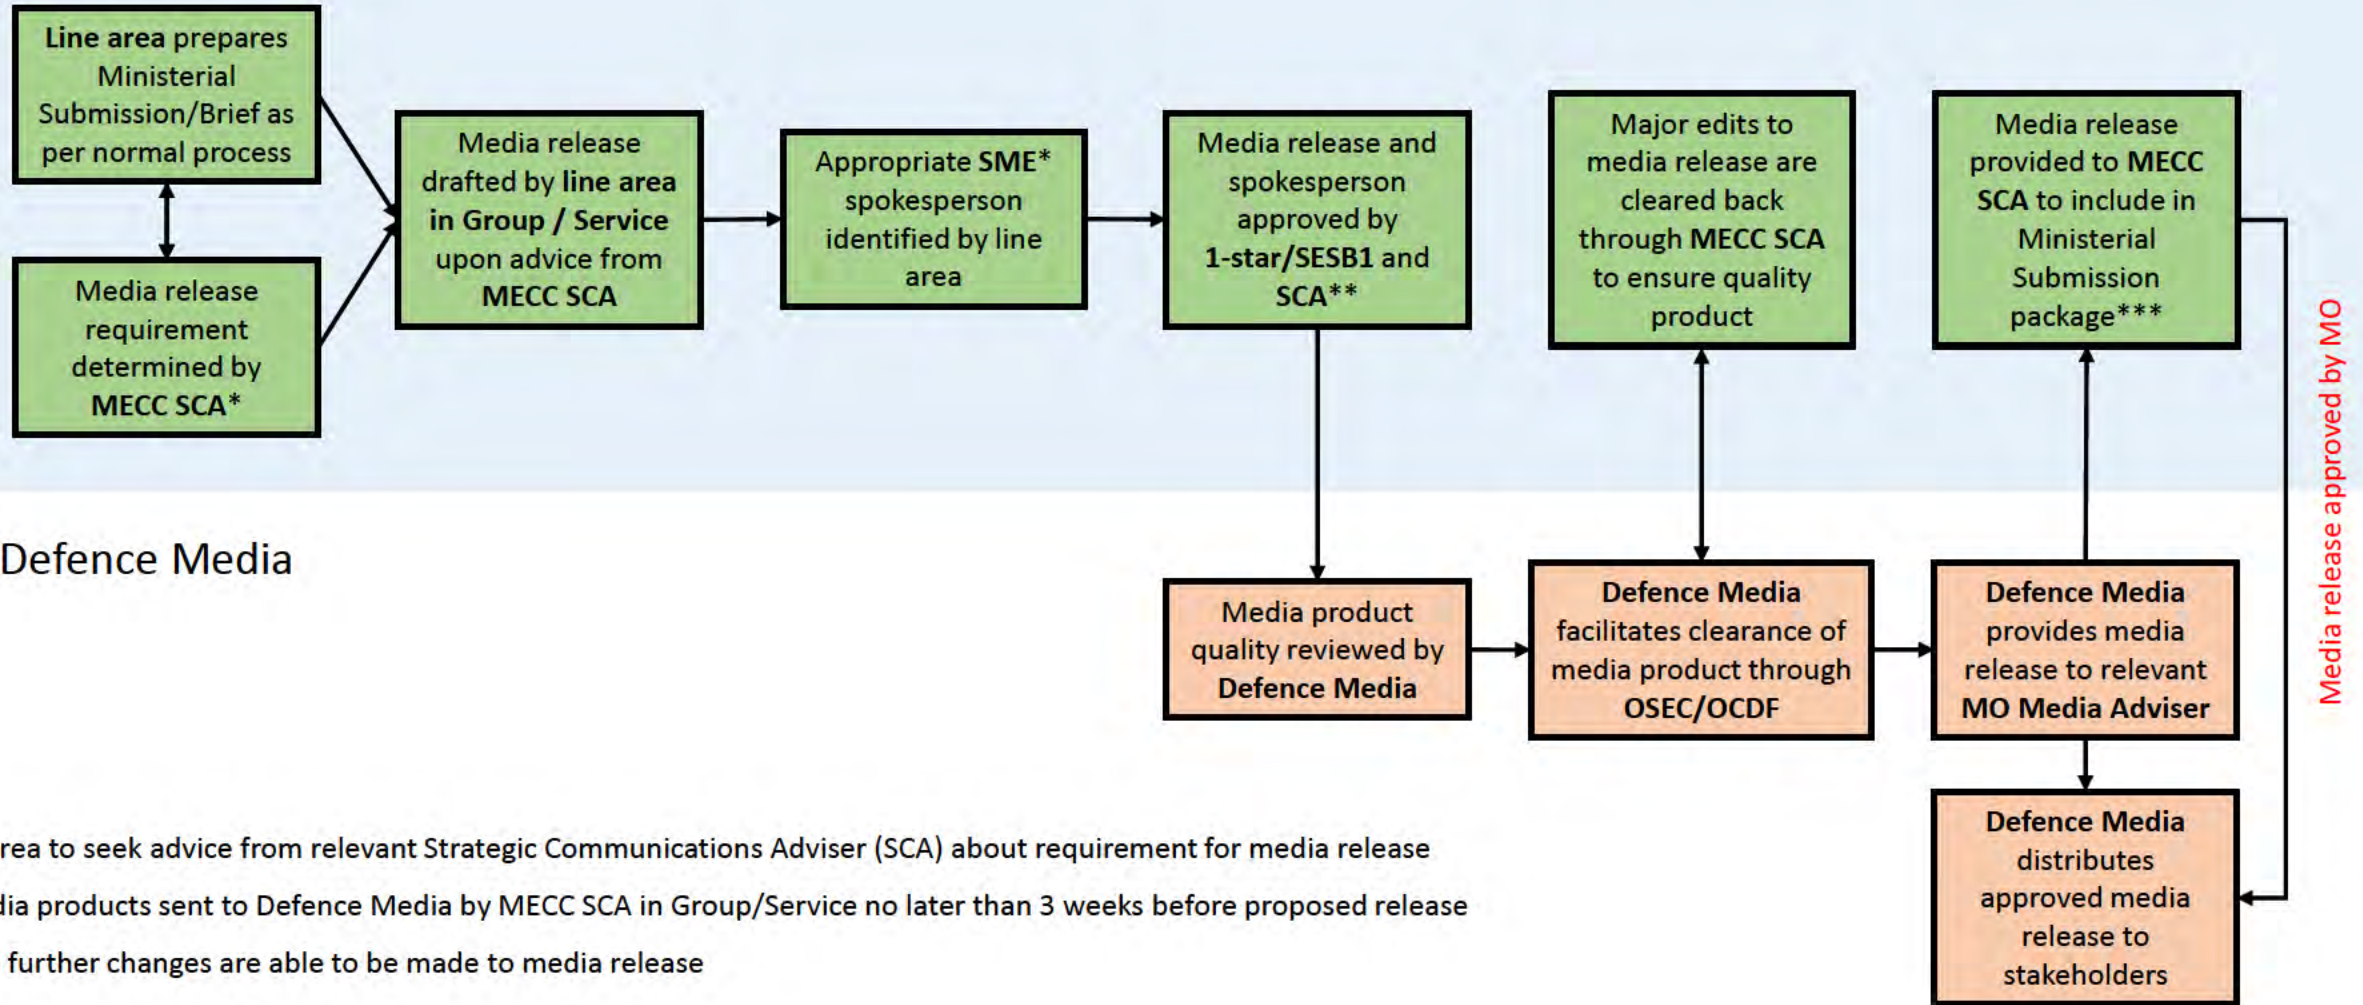 Line area prepares
Ministerial
Submission/Brief as
per normal process
Media release
requirement
determined by
MECC SCA*
Media release
drafted by line area
in Group / Service
upon advice from
MECC SCA
Appropriate SME*
spokesperson
identified by line
area
Media release and
spokesperson
approved by
1-star/SESB1 and
SCA**
Major edits to
media release are
cleared back
through MECC SCA
to ensure quality
product
Media release
provided to MECC
SCA to include in
Ministerial
Submission
package***
Media release approved by MO
Defence Media
Media product
quality reviewed by
Defence Media
Defence Media
facilitates clearance of
media product through
OSEC/OCDF
Defence Media
provides media
release to relevant
MO Media Adviser
Defence Media
distributes
approved media
release to
stakeholders
to seek advice from relevant Strategic Communications Adviser (SCA) about requirement for media release
products sent to Defence Media by MECC SCA in Group/Service no later than 3 weeks before proposed release
further changes are able to be made to media release